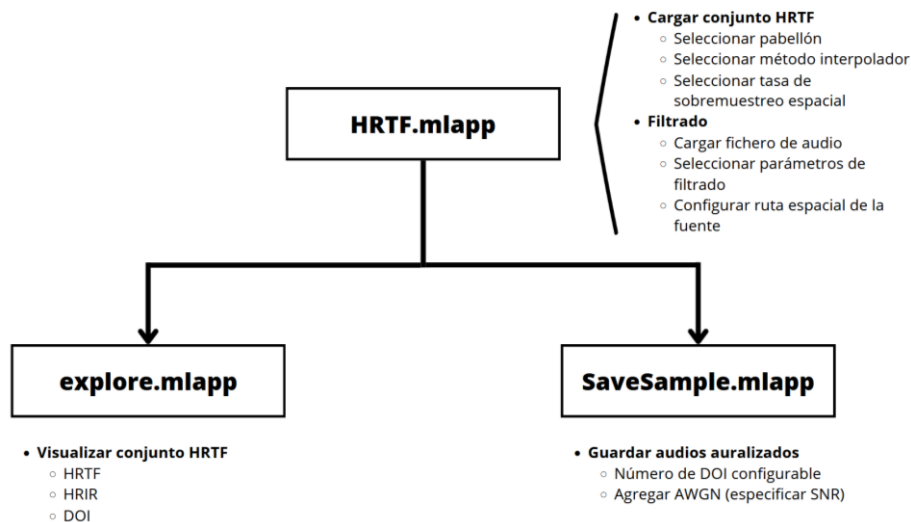 HRTF.mlapp
• Cargar conjunto HRTF
○ Seleccionar pabellón
○ Seleccionar método interpolador
○ Seleccionar tasa de
sobremuestreo espacial
• Filtrado
○ Cargar fichero de audio
○ Seleccionar parámetros de
filtrado
○ Configurar ruta espacial de la
fuente
explore.mlapp
• Visualizar conjunto HRTF
○ HRTF
○ HRIR
○ DOI
SaveSample.mlapp
• Guardar audios auralizados
○ Número de DOI configurable
○ Agregar AWGN (especificar SNR)